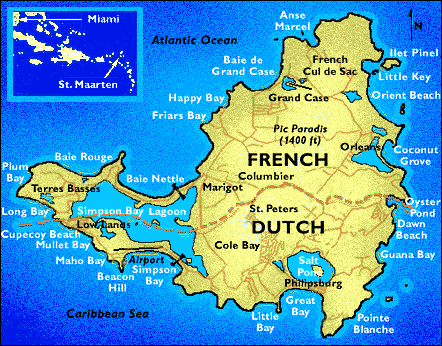 Miami
St. Maarten
Atlantic Ocean
Anse
Marcel
N
Baie de
Grand Case
French
Cul de Sac
Ilet Pinel
Little Key
Grand Case
Orient Beach
Happy Bay
Friars Bay
Pic Paradis
(1400 ft)
Orleans
Coconut
Grove
FRENCH
Baie Rouge
Baie Nettle
Plum
Bay
Terres Basses
Columbier
Marigot
Long Bay
Simpson Bay
Lagoon
St. Peters
Oyster
Pond
Low Lands
Cupecoy Beach
Mullet Bay
DUTCH
Dawn
Beach
Cole Bay
Guana Bay
Maho Bay
Airport
Simpson
Bay
Beacon
Hill
Salt
Pond
Philipsburg
Great
Bay
Little
Bay
Pointe
Blanche
Caribbean Sea